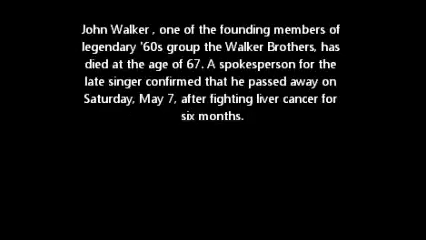 John Walker , one of the founding members of
legendary '60s group the Walker Brothers, has
died at the age of 67. A spokesperson for the
late singer confirmed that he passed away on
Saturday, May 7, after fighting liver cancer for
six months.